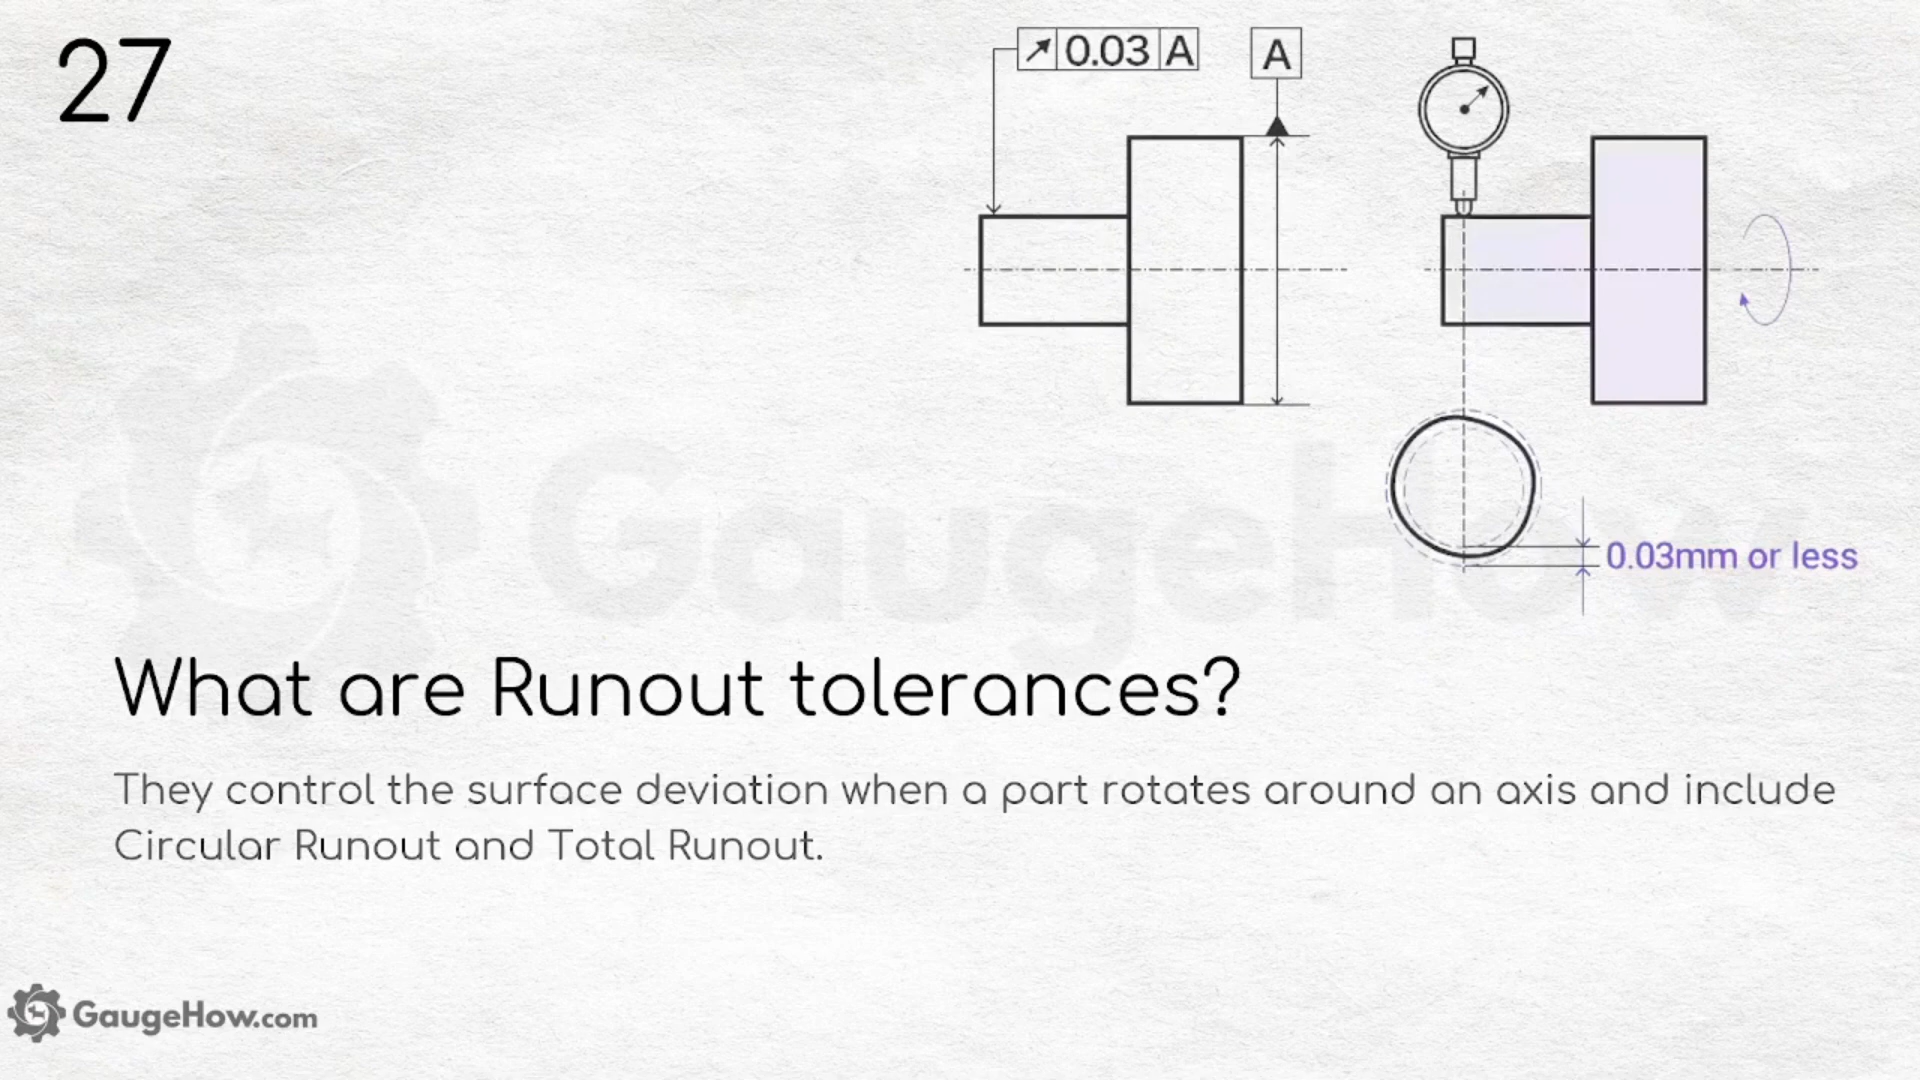 27
0.03 A
A
0.03mm or less
GaugeHow
What are Runout tolerances?
They control the surface deviation when a part rotates around an axis and include
Circular Runout and Total Runout.
GaugeHow.com